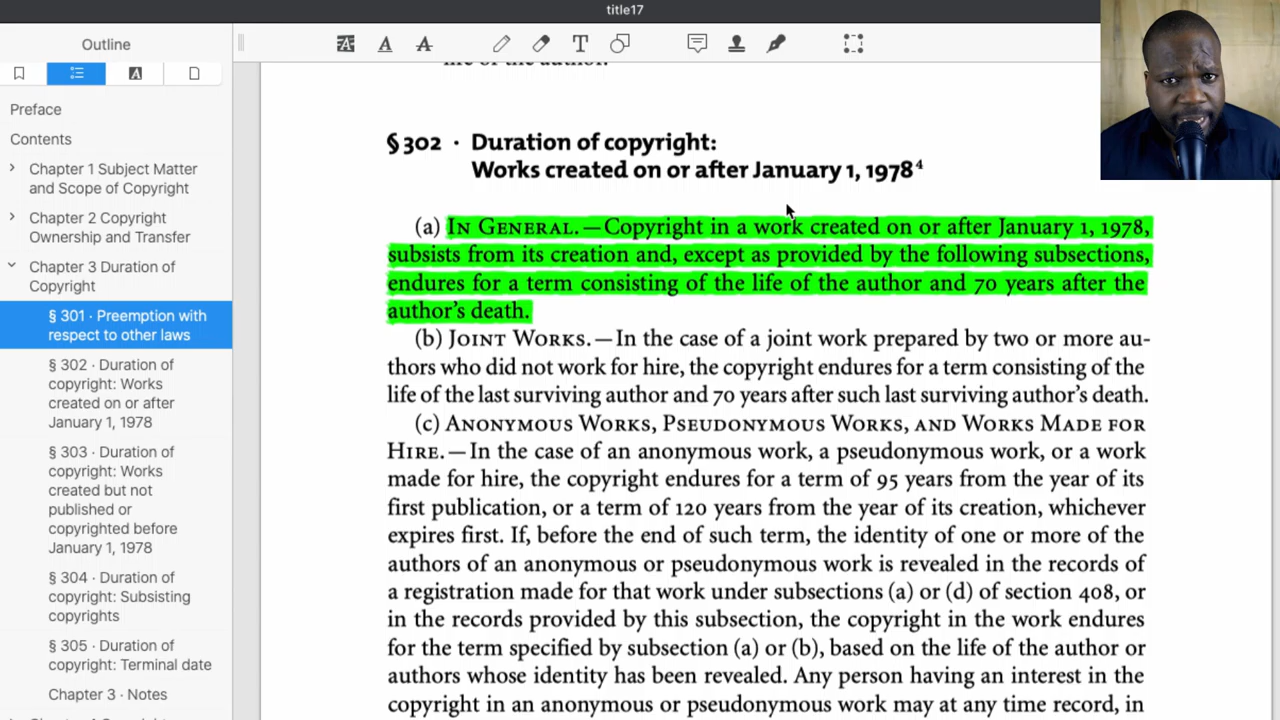 title17
Outline
Preface
Contents
Chapter 1 Subject Matter
and Scope of Copyright
Chapter 2 Copyright
Ownership and Transfer
Chapter 3 Duration of
Copyright
§ 301 · Preemption with
respect to other laws
§ 302 · Duration of
copyright: Works
created on or after
January 1, 1978
§ 303 · Duration of
copyright: Works
created but not
published or
copyrighted before
January 1, 1978
§ 304 · Duration of
copyright: Subsisting
copyrights
§ 305 · Duration of
copyright: Terminal date
Chapter 3 · Notes
life of the author.
§ 302 · Duration of copyright:
Works created on or after January 1, 1978⁴
(a) IN GENERAL.—Copyright in a work created on or after January 1, 1978,
subsists from its creation and, except as provided by the following subsections,
endures for a term consisting of the life of the author and 70 years after the
author’s death.
(b) JOINT WORKS.—In the case of a joint work prepared by two or more au-
thors who did not work for hire, the copyright endures for a term consisting of the
life of the last surviving author and 70 years after such last surviving author’s death.
(c) ANONYMOUS WORKS, PSEUDONYMOUS WORKS, AND WORKS MADE FOR
HIRE.—In the case of an anonymous work, a pseudonymous work, or a work
made for hire, the copyright endures for a term of 95 years from the year of its
first publication, or a term of 120 years from the year of its creation, whichever
expires first. If, before the end of such term, the identity of one or more of the
authors of an anonymous or pseudonymous work is revealed in the records of
a registration made for that work under subsections (a) or (d) of section 408, or
in the records provided by this subsection, the copyright in the work endures
for the term specified by subsection (a) or (b), based on the life of the author or
authors whose identity has been revealed. Any person having an interest in the
copyright in an anonymous or pseudonymous work may at any time record, in